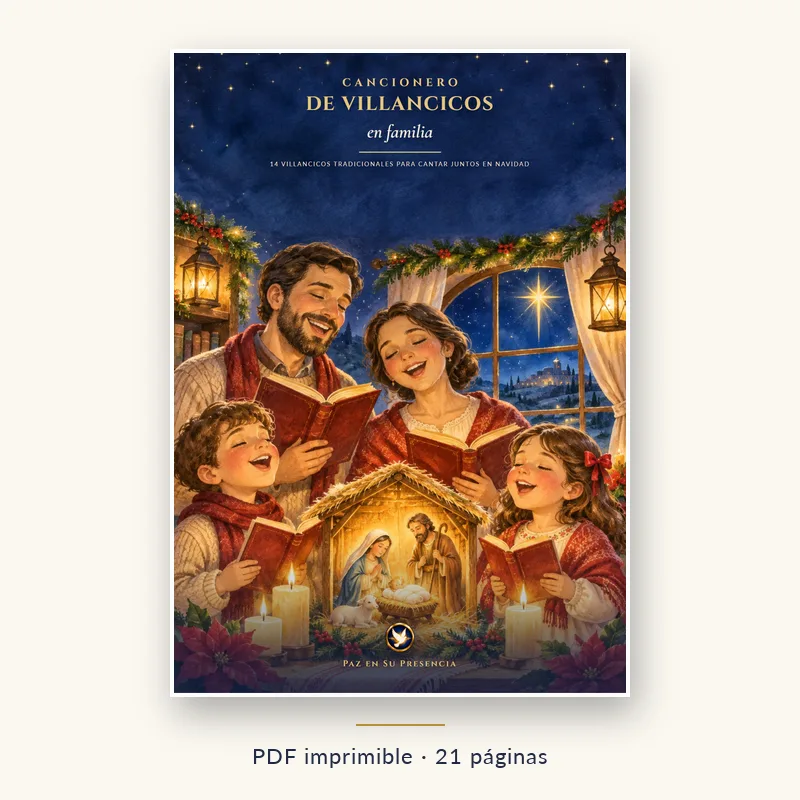 CANCIONERO
DE VILLANCICOS
en familia
14 VILLANCICOS TRADICIONALES PARA CANTAR JUNTOS EN NAVIDAD
PAZ EN SU PRESENCIA
PDF imprimible · 21 páginas